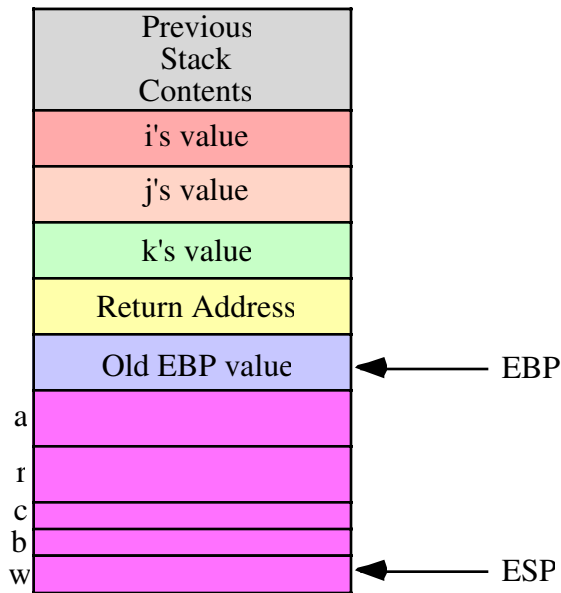 Previous
Stack
Contents
i's value
j's value
k's value
Return Address
Old EBP value
EBP
a
r
c
b
w
ESP